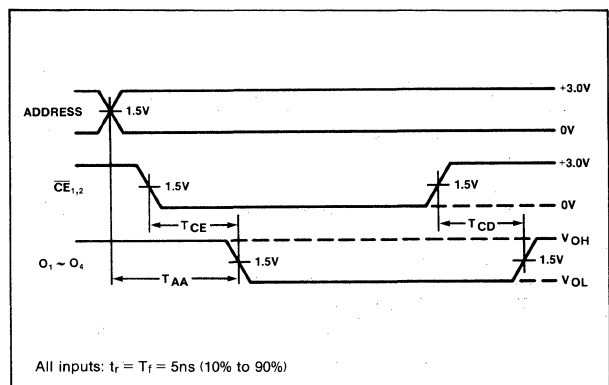 +3.0V
ADDRESS
1.5V
0V
+3.0V
CE1,2
1.5V
1.5V
0V
TCE
TCD
VOH
O1 ~ O4
1.5V
1.5V
TAA
VOL
All inputs: tr = Tf = 5ns (10% to 90%)